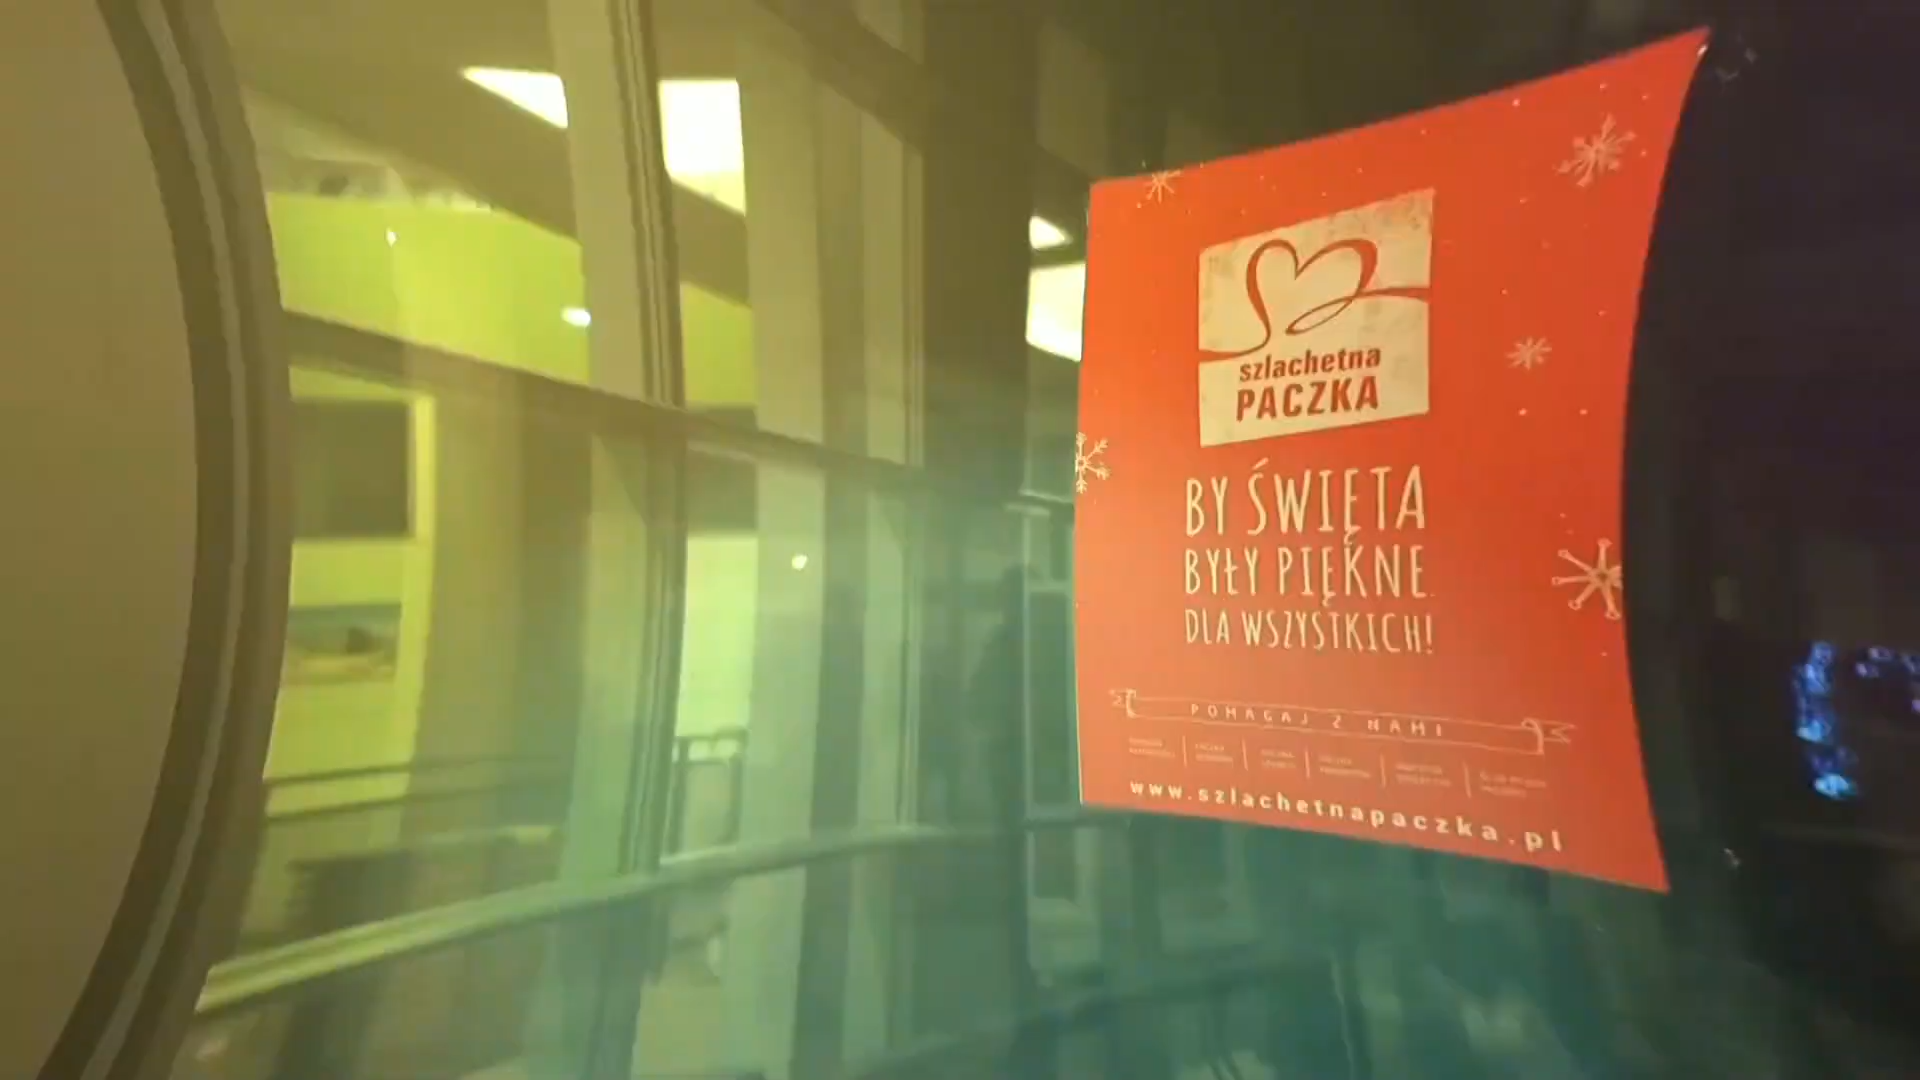 szlachetna
PACZKA
BY ŚWIĘTA
BYŁY PIĘKNE
DLA WSZYSTKICH!
POMAGAJ Z NAMI
www.szlachetnapaczka.pl